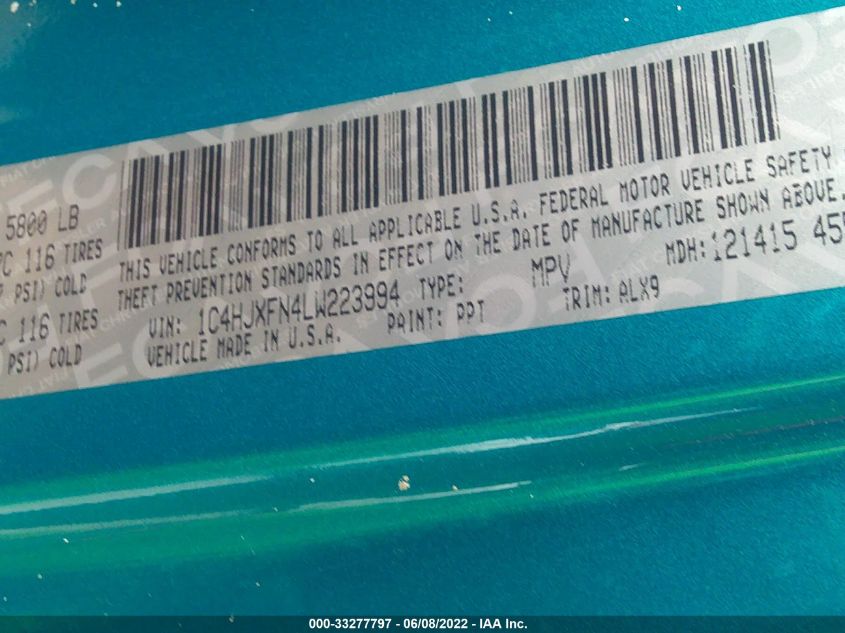 5800 LB
116 TIRES
PSI) COLD
116 TIRES
PSI) COLD
THIS VEHICLE CONFORMS TO ALL APPLICABLE U.S.A. FEDERAL MOTOR VEHICLE SAFETY
THEFT PREVENTION STANDARDS IN EFFECT ON THE DATE OF MANUFACTURE SHOWN ABOVE.
MDH: 121415 45
VIN: 1C4HJXFN4LW223994 TYPE: MPV
VEHICLE MADE IN U.S.A. PAINT: PPT TRIM: ALX9
000-33277797 - 06/08/2022 - IAA Inc.